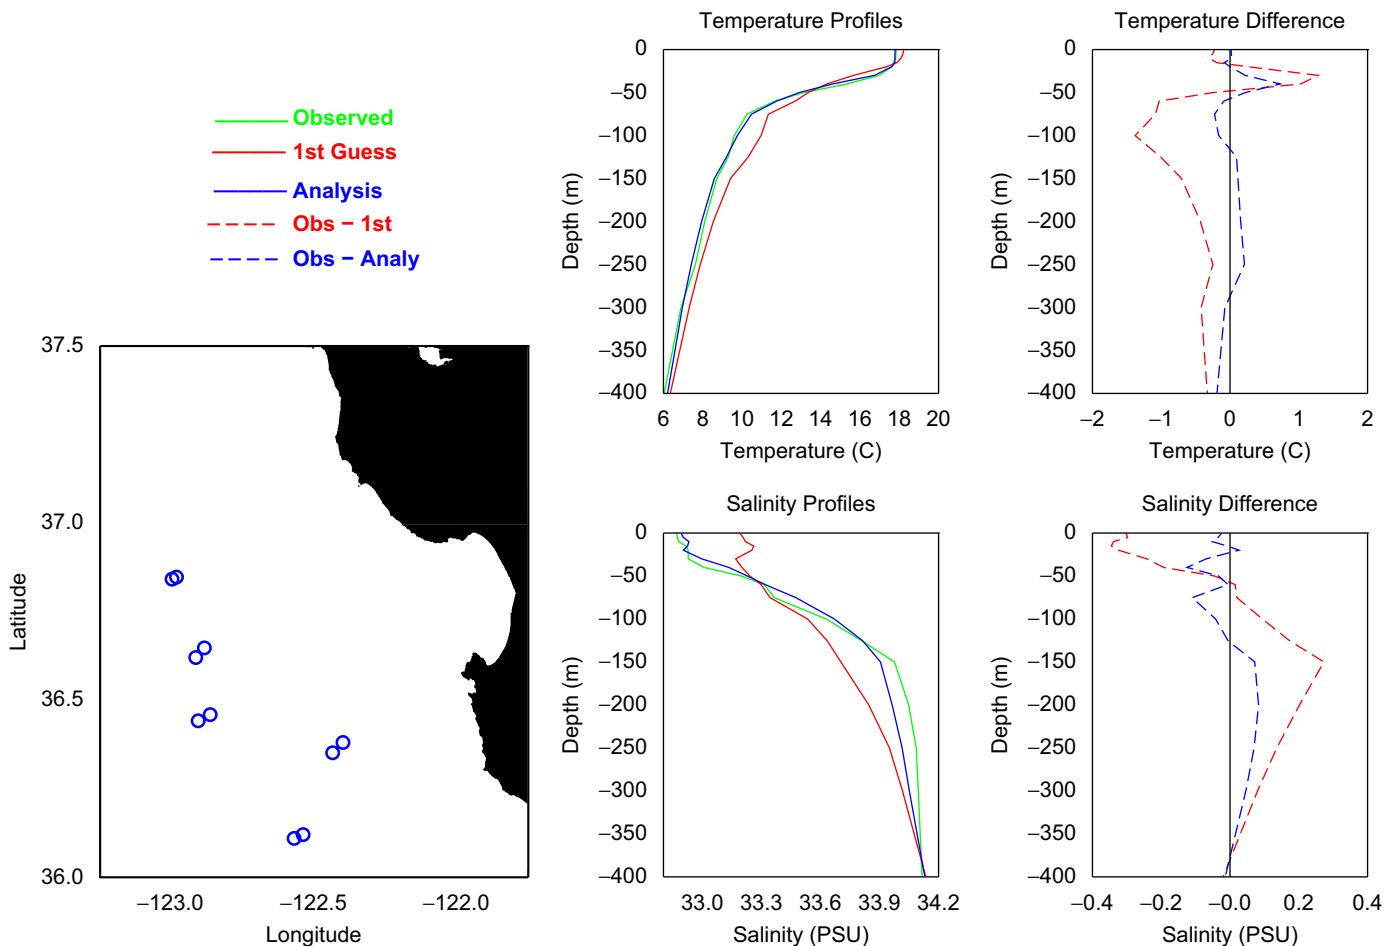 Temperature Profiles
Temperature Difference
Observed
1st Guess
Analysis
Obs − 1st
Obs − Analy
0
−50
−100
−150
−200
−250
−300
−350
−400
Depth (m)
6 8 10 12 14 16 18 20
Temperature (C)
0
−50
−100
−150
−200
−250
−300
−350
−400
Depth (m)
−2 −1 0 1 2
Temperature (C)
37.5
37.0
36.5
36.0
Latitude
−123.0 −122.5 −122.0
Longitude
Salinity Profiles
0
−50
−100
−150
−200
−250
−300
−350
−400
Depth (m)
33.0 33.3 33.6 33.9 34.2
Salinity (PSU)
Salinity Difference
0
−50
−100
−150
−200
−250
−300
−350
−400
Depth (m)
−0.4 −0.2 −0.0 0.2 0.4
Salinity (PSU)